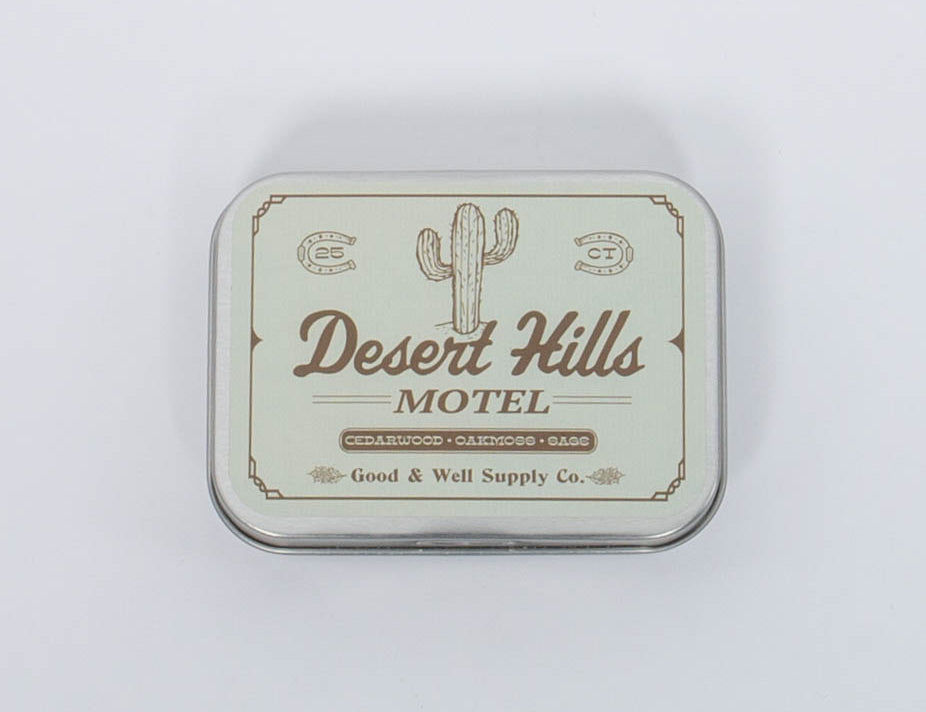 25 CT
Desert Hills
MOTEL
CEDARWOOD • OAKMOSS • SAGE
Good & Well Supply Co.